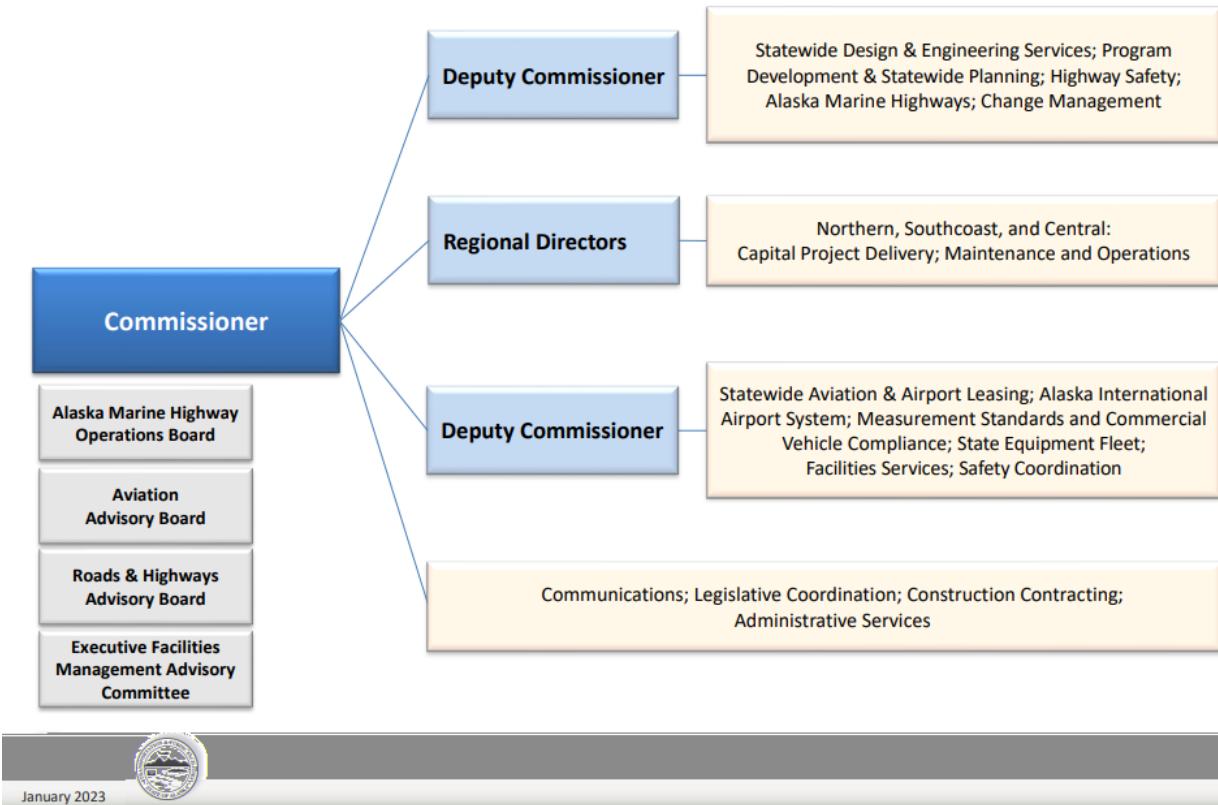 Deputy Commissioner
Statewide Design & Engineering Services; Program
Development & Statewide Planning; Highway Safety;
Alaska Marine Highways; Change Management
Regional Directors
Northern, Southcoast, and Central:
Capital Project Delivery; Maintenance and Operations
Commissioner
Alaska Marine Highway
Operations Board
Aviation
Advisory Board
Roads & Highways
Advisory Board
Executive Facilities
Management Advisory
Committee
Deputy Commissioner
Statewide Aviation & Airport Leasing; Alaska International
Airport System; Measurement Standards and Commercial
Vehicle Compliance; State Equipment Fleet;
Facilities Services; Safety Coordination
Communications; Legislative Coordination; Construction Contracting;
Administrative Services
January 2023